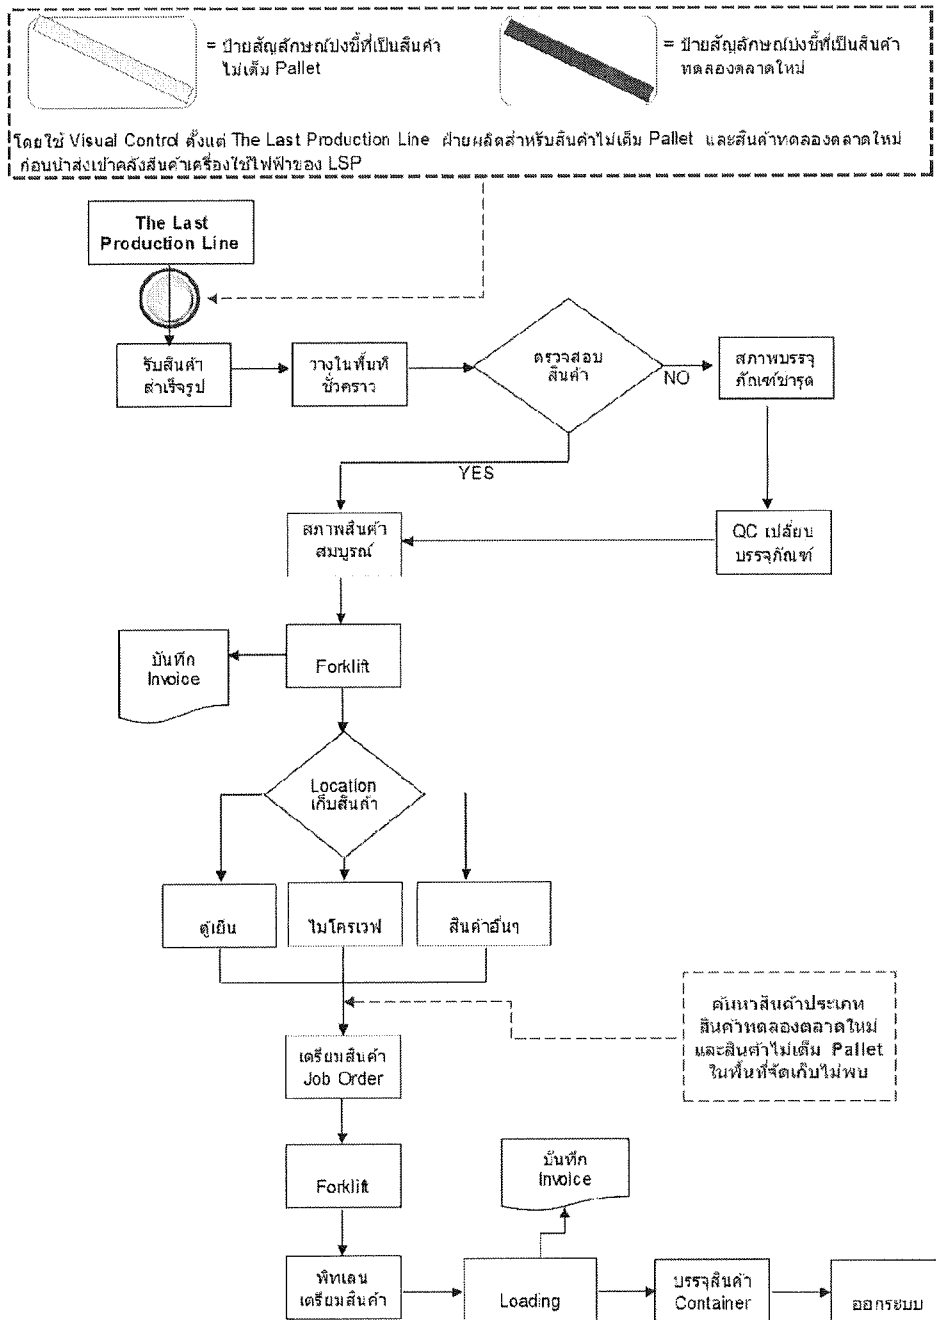 = ป้ายสัญลักษณ์บ่งชี้ที่เป็นสินค้า
ไม่เต็ม Pallet
= ป้ายสัญลักษณ์บ่งชี้ที่เป็นสินค้า
ทดลองตลาดใหม่
โดยใช้ Visual Control ตั้งแต่ The Last Production Line ฝ่ายผลิตสำหรับสินค้าไม่เต็ม Pallet และสินค้าทดลองตลาดใหม่
ก่อนนำส่งเข้าคลังสินค้าเครื่องใช้ไฟฟ้าของ LSP
The Last
Production Line
รับสินค้า
สำเร็จรูป
วางในพื้นที่
ชั่วคราว
ตรวจสอบ
สินค้า
NO
สภาพบรรจุ
ภัณฑ์ชำรุด
YES
สภาพสินค้า
สมบูรณ์
QC เปลี่ยน
บรรจุภัณฑ์
บันทึก
Invoice
Forklift
Location
เก็บสินค้า
ตู้เย็น
ไมโครเวฟ
สินค้าอื่นๆ
ค้นหาสินค้าประเภท
สินค้าทดลองตลาดใหม่
และสินค้าไม่เต็ม Pallet
ในพื้นที่จัดเก็บไม่พบ
เตรียมสินค้า
Job Order
Forklift
บันทึก
Invoice
พิทเลน
เตรียมสินค้า
Loading
บรรจุสินค้า
Container
ออกระบบ